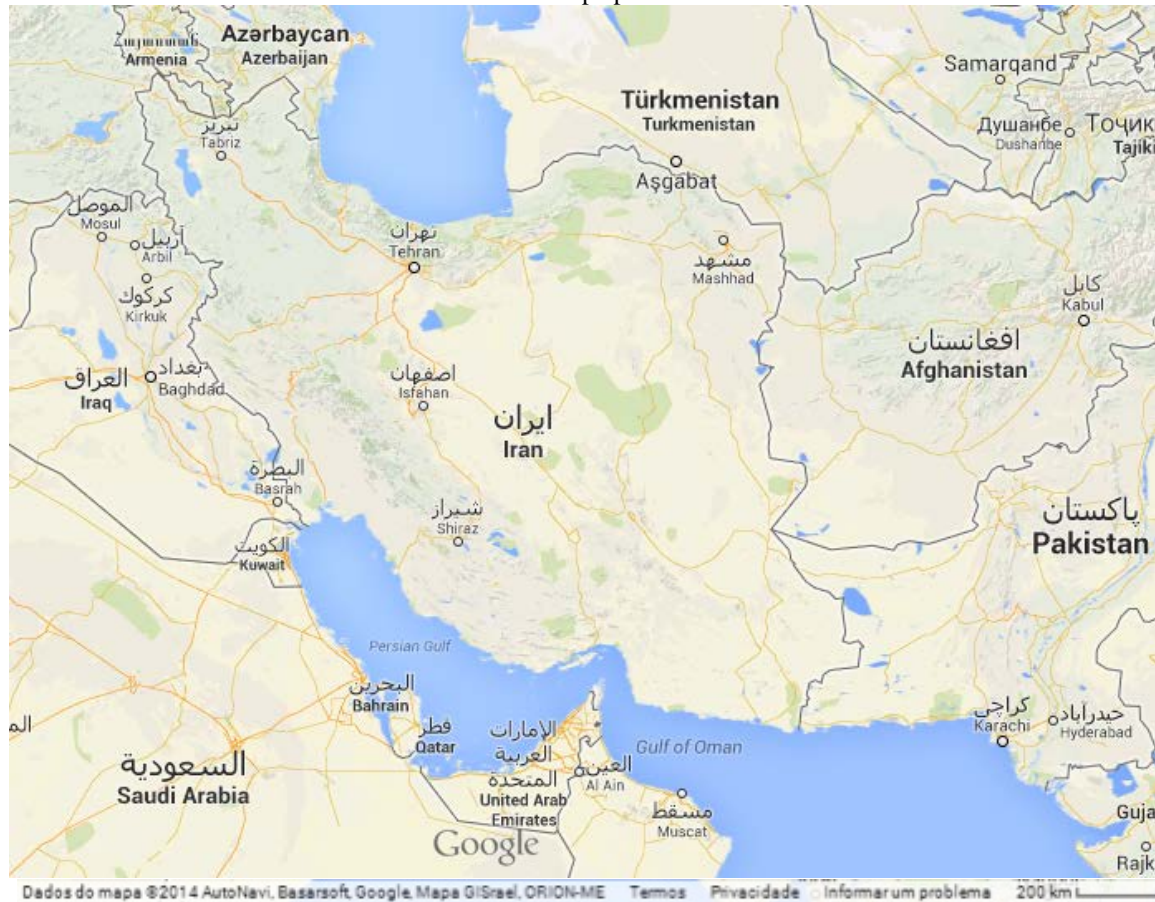 Azərbaycan
Azerbaijan
Armenia
Samarqand
Türkmenistan
Turkmenistan
Душанбе
Dushanbe
Тоҷик
Tajiki
تبریز
Tabriz
Aşgabat
الموصل
Mosul
أربيل
Arbil
تهران
Tehran
مشهد
Mashhad
كركوك
Kirkuk
کابل
Kabul
افغانستان
Afghanistan
بغداد
Baghdad
العراق
Iraq
اصفهان
Isfahan
ایران
Iran
البصرة
Basrah
شیراز
Shiraz
پاکستان
Pakistan
الكويت
Kuwait
Persian Gulf
البحرين
Bahrain
قطر
Qatar
الإمارات
العربية
المتحدة
United Arab
Emirates
Gulf of Oman
کراچی
Karachi
حیدرآباد
Hyderabad
ال‍م
السعودية
Saudi Arabia
العين
Al Ain
مسقط
Muscat
Guja
Rajk
Google
Dados do mapa ©2014 AutoNavi, Basarsoft, Google, Mapa GISrael, ORION-ME Termos Privacidade Informar um problema 200 km